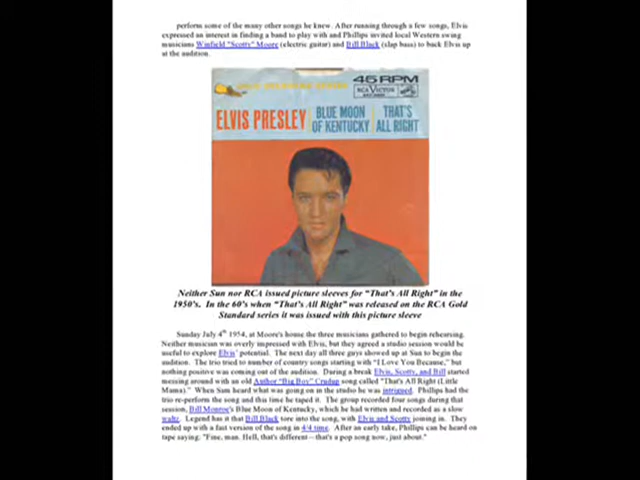 perform some of the many other songs he knew. After running through a few songs, Elvis
expressed an interest in finding a band to play with and Phillips invited local Western swing
musicians Winfield "Scotty" Moore (electric guitar) and Bill Black (slap bass) to back Elvis up
at the audition.
45 RPM
RCA VICTOR
ELVIS PRESLEY
BLUE MOON OF KENTUCKY
THAT'S ALL RIGHT
Neither Sun nor RCA issued picture sleeves for "That's All Right" in the
1950's. In the 60's when "That's All Right" was released on the RCA Gold
Standard series it was issued with this picture sleeve
Sunday July 4th 1954, at Moore's house the three musicians gathered to begin rehearsing.
Neither musician was overly impressed with Elvis, but they agreed a studio session would be
useful to explore Elvis' potential. The next day all three guys showed up at Sun to begin the
audition. The trio tried to number of country songs starting with "I Love You Because," but
nothing positive was coming out of the audition. During a break Elvis, Scotty, and Bill started
messing around with an old Author "Big Boy" Crudup song called "That's All Right (Little
Mama)." When Sam heard what was going on in the studio he was intrigued. Phillips had the
trio re-perform the song and this time he taped it. The group recorded four songs during that
session, Bill Monroe's Blue Moon of Kentucky, which he had written and recorded as a slow
waltz. Legend has it that Bill Black tore into the song, with Elvis and Scotty joining in. They
ended up with a fast version of the song in 4/4 time. After an early take, Phillips can be heard on
tape saying: "Fine, man. Hell, that's different – that's a pop song now, just about."